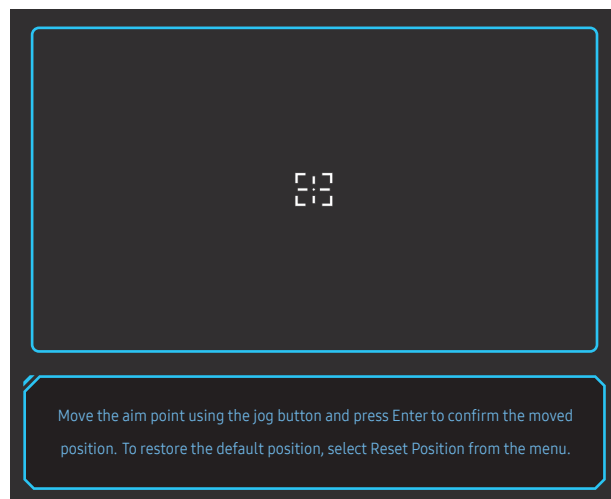 Move the aim point using the jog button and press Enter to confirm the moved
position. To restore the default position, select Reset Position from the menu.